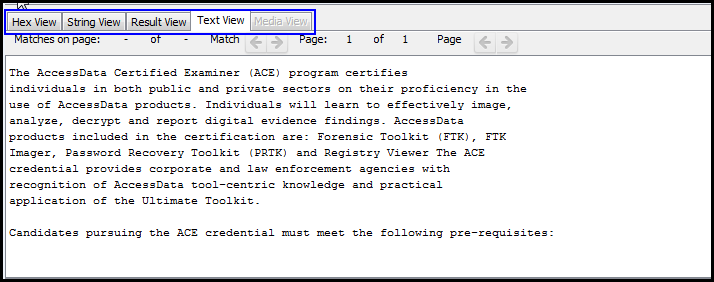 Hex View String View Result View Text View Media View
Matches on page: - of - Match Page: 1 of 1 Page
The AccessData Certified Examiner (ACE) program certifies
individuals in both public and private sectors on their proficiency in the
use of AccessData products. Individuals will learn to effectively image,
analyze, decrypt and report digital evidence findings. AccessData
products included in the certification are: Forensic Toolkit (FTK), FTK
Imager, Password Recovery Toolkit (PRTK) and Registry Viewer The ACE
credential provides corporate and law enforcement agencies with
recognition of AccessData tool-centric knowledge and practical
application of the Ultimate Toolkit.
Candidates pursuing the ACE credential must meet the following pre-requisites: